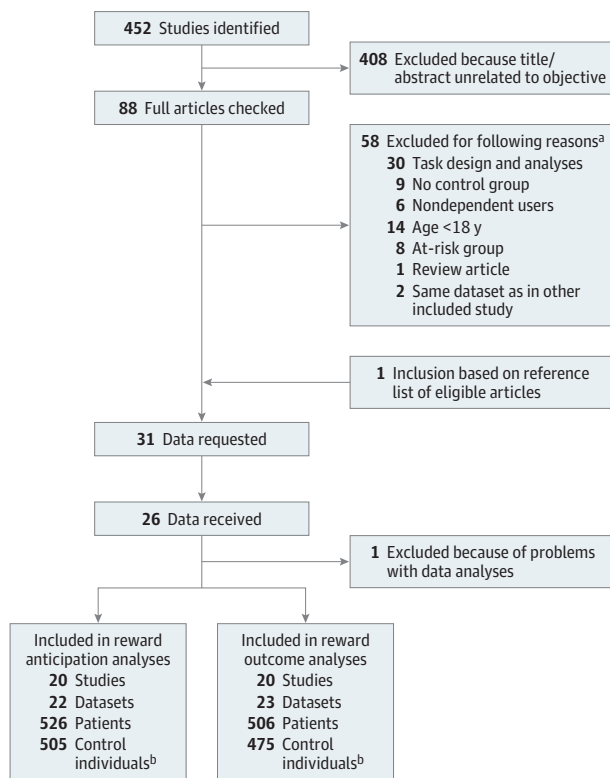 452 Studies identified
408 Excluded because title/
abstract unrelated to objective
88 Full articles checked
58 Excluded for following reasonsa
30 Task design and analyses
9 No control group
6 Nondependent users
14 Age <18 y
8 At-risk group
1 Review article
2 Same dataset as in other
included study
1 Inclusion based on reference
list of eligible articles
31 Data requested
26 Data received
1 Excluded because of problems
with data analyses
Included in reward
anticipation analyses
20 Studies
22 Datasets
526 Patients
505 Control
individualsb
Included in reward
outcome analyses
20 Studies
23 Datasets
506 Patients
475 Control
individualsb